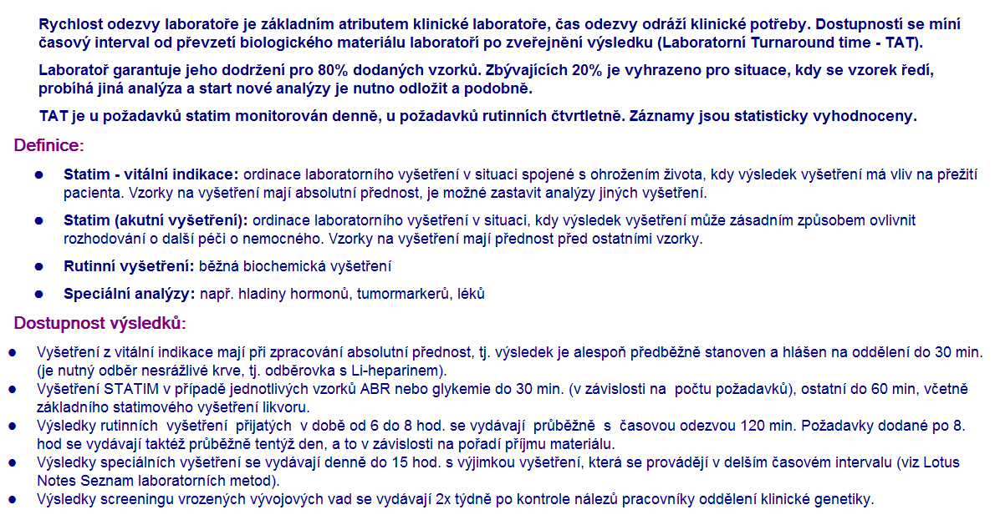 Rychlost odezvy laboratoře je základním atributem klinické laboratoře, čas odezvy odráží klinické potřeby. Dostupností se míní
časový interval od převzetí biologického materiálu laboratoří po zveřejnění výsledku (Laboratorní Turnaround time - TAT).
Laboratoř garantuje jeho dodržení pro 80% dodaných vzorků. Zbývajících 20% je vyhrazeno pro situace, kdy se vzorek ředí,
probíhá jiná analýza a start nové analýzy je nutno odložit a podobně.
TAT je u požadavků statim monitorován denně, u požadavků rutinních čtvrtletně. Záznamy jsou statisticky vyhodnoceny.
Definice:
● Statim - vitální indikace: ordinace laboratorního vyšetření v situaci spojené s ohrožením života, kdy výsledek vyšetření má vliv na přežití
pacienta. Vzorky na vyšetření mají absolutní přednost, je možné zastavit analýzy jiných vyšetření.
● Statim (akutní vyšetření): ordinace laboratorního vyšetření v situaci, kdy výsledek vyšetření může zásadním způsobem ovlivnit
rozhodování o další péči o nemocného. Vzorky na vyšetření mají přednost před ostatními vzorky.
● Rutinní vyšetření: běžná biochemická vyšetření
● Speciální analýzy: např. hladiny hormonů, tumormarkerů, léků
Dostupnost výsledků:
● Vyšetření z vitální indikace mají při zpracování absolutní přednost, tj. výsledek je alespoň předběžně stanoven a hlášen na oddělení do 30 min.
(je nutný odběr nesrážlivé krve, tj. odběrovka s Li-heparinem).
● Vyšetření STATIM v případě jednotlivých vzorků ABR nebo glykemie do 30 min. (v závislosti na počtu požadavků), ostatní do 60 min, včetně
základního statimového vyšetření likvoru.
● Výsledky rutinních vyšetření přijatých v době od 6 do 8 hod. se vydávají průběžně s časovou odezvou 120 min. Požadavky dodané po 8.
hod se vydávají taktéž průběžně tentýž den, a to v závislosti na pořadí příjmu materiálu.
● Výsledky speciálních vyšetření se vydávají denně do 15 hod. s výjimkou vyšetření, která se provádějí v delším časovém intervalu (viz Lotus
Notes Seznam laboratorních metod).
● Výsledky screeningu vrozených vývojových vad se vydávají 2x týdně po kontrole nálezů pracovníky oddělení klinické genetiky.